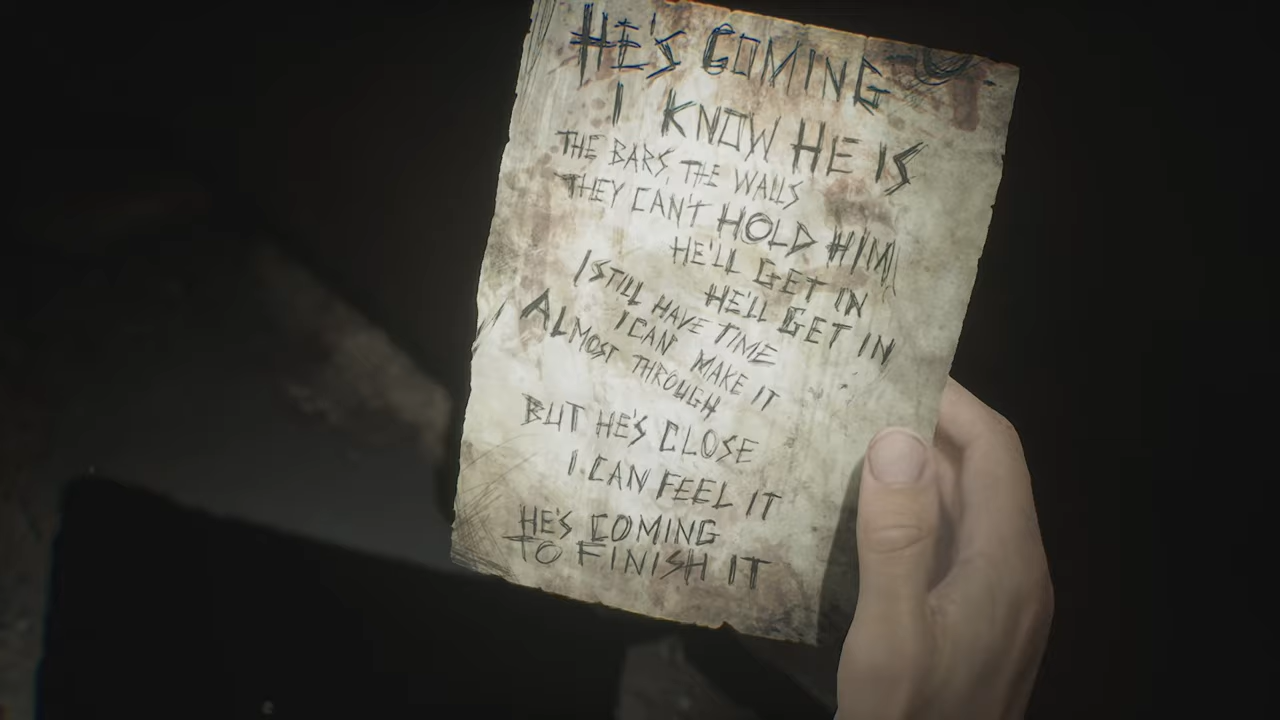 HE'S COMING
I KNOW HE IS
THE BARS, THE WALLS
THEY CAN'T HOLD HIM
HE'LL GET IN
HE'LL GET IN
I STILL HAVE TIME
I CAN MAKE IT
ALMOST THROUGH
BUT HE'S CLOSE
I CAN FEEL IT
HE'S COMING
TO FINISH IT